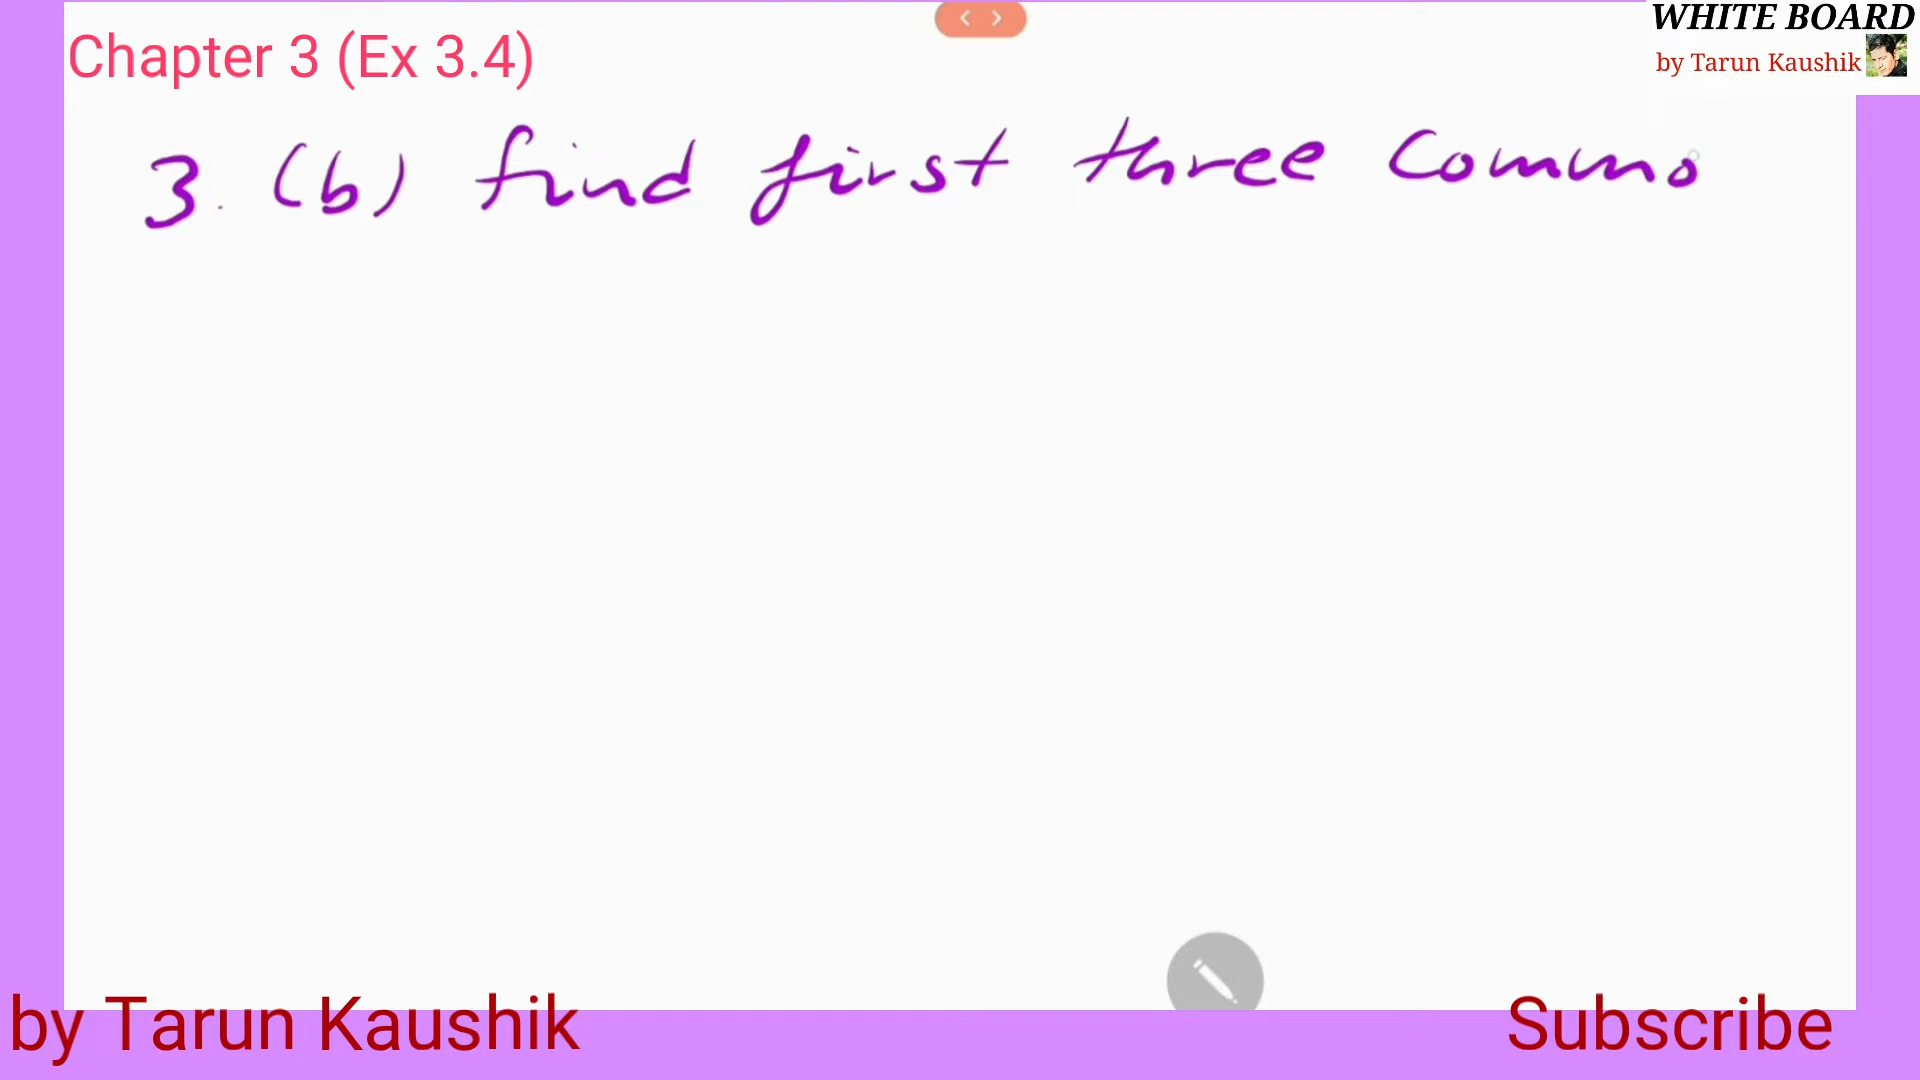 WHITE BOARD
Chapter 3 (Ex 3.4)
by Tarun Kaushik
3. (b) find first three commo
by Tarun Kaushik
Subscribe